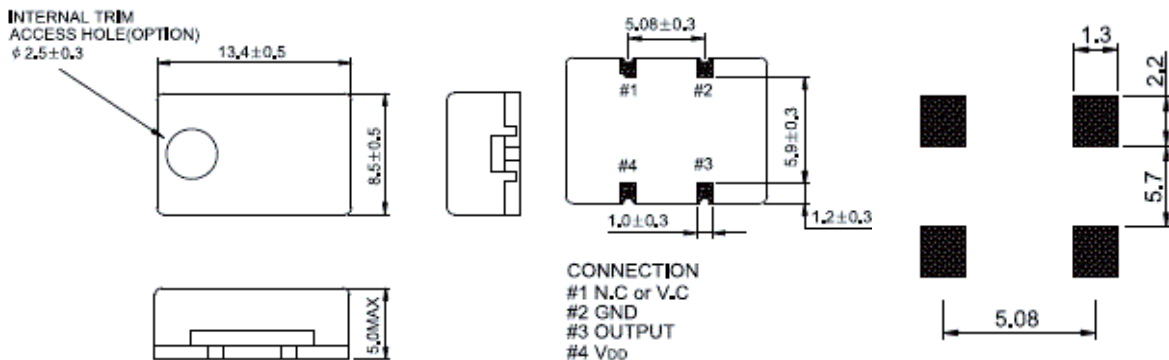 INTERNAL TRIM
ACCESS HOLE(OPTION)
ϕ 2.5±0.3
13.4±0.5
8.5±0.5
5.0MAX
5.08±0.3
#1 #2
#4 #3
5.9±0.3
1.0±0.3
1.2±0.3
CONNECTION
#1 N.C or V.C
#2 GND
#3 OUTPUT
#4 VDD
1.3
2.2
5.7
5.08